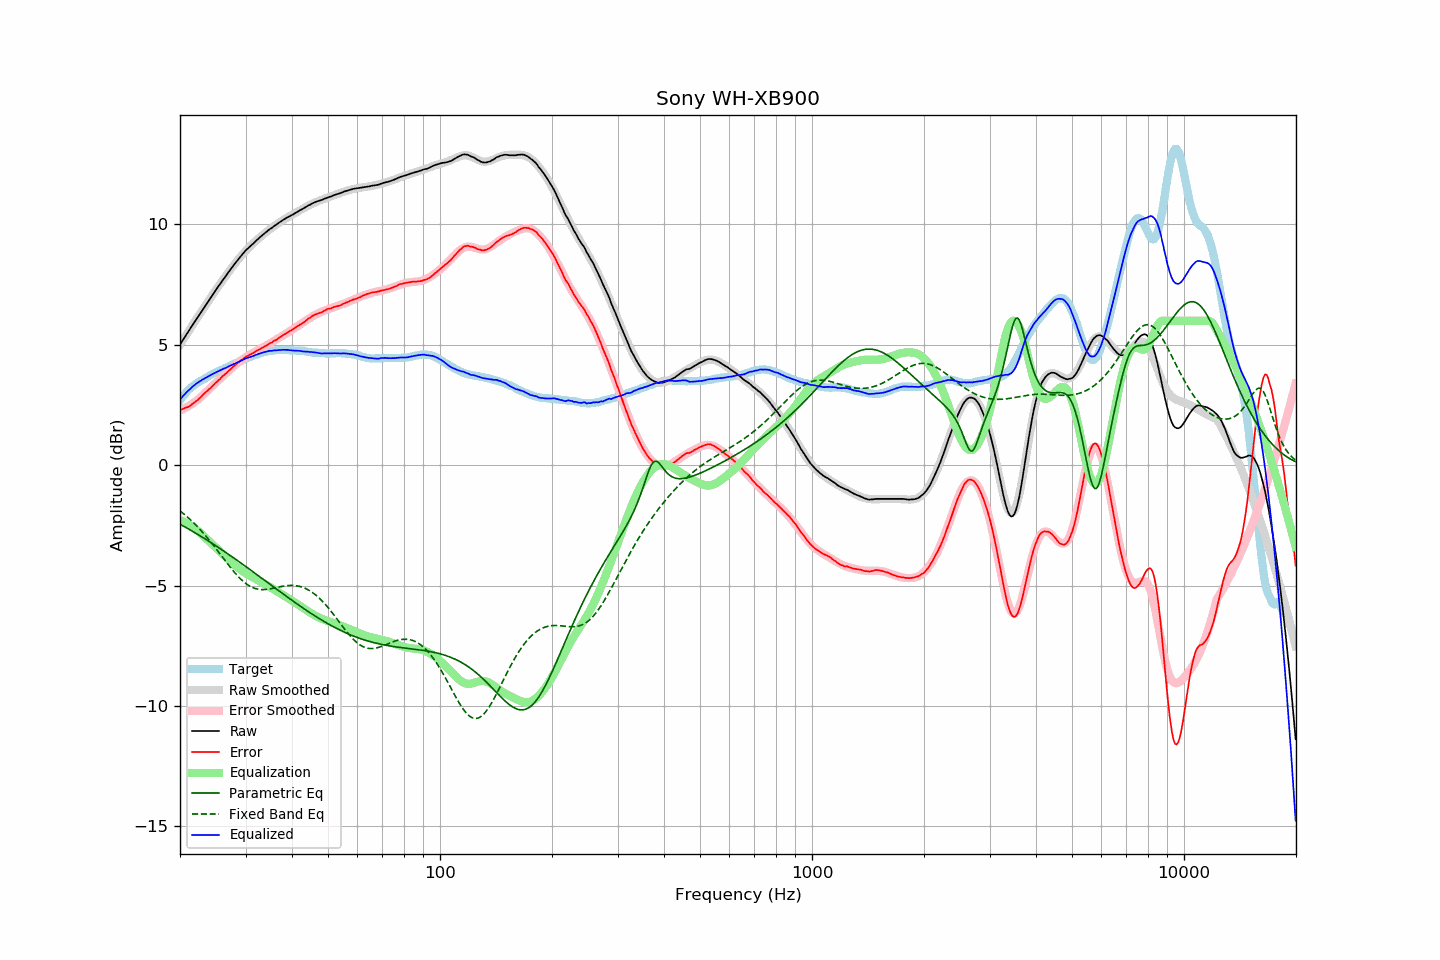 Sony WH-XB900
Amplitude (dBr)
10
5
0
−5
−10
−15
Target
Raw Smoothed
Error Smoothed
Raw
Error
Equalization
Parametric Eq
Fixed Band Eq
Equalized
100
1000
10000
Frequency (Hz)